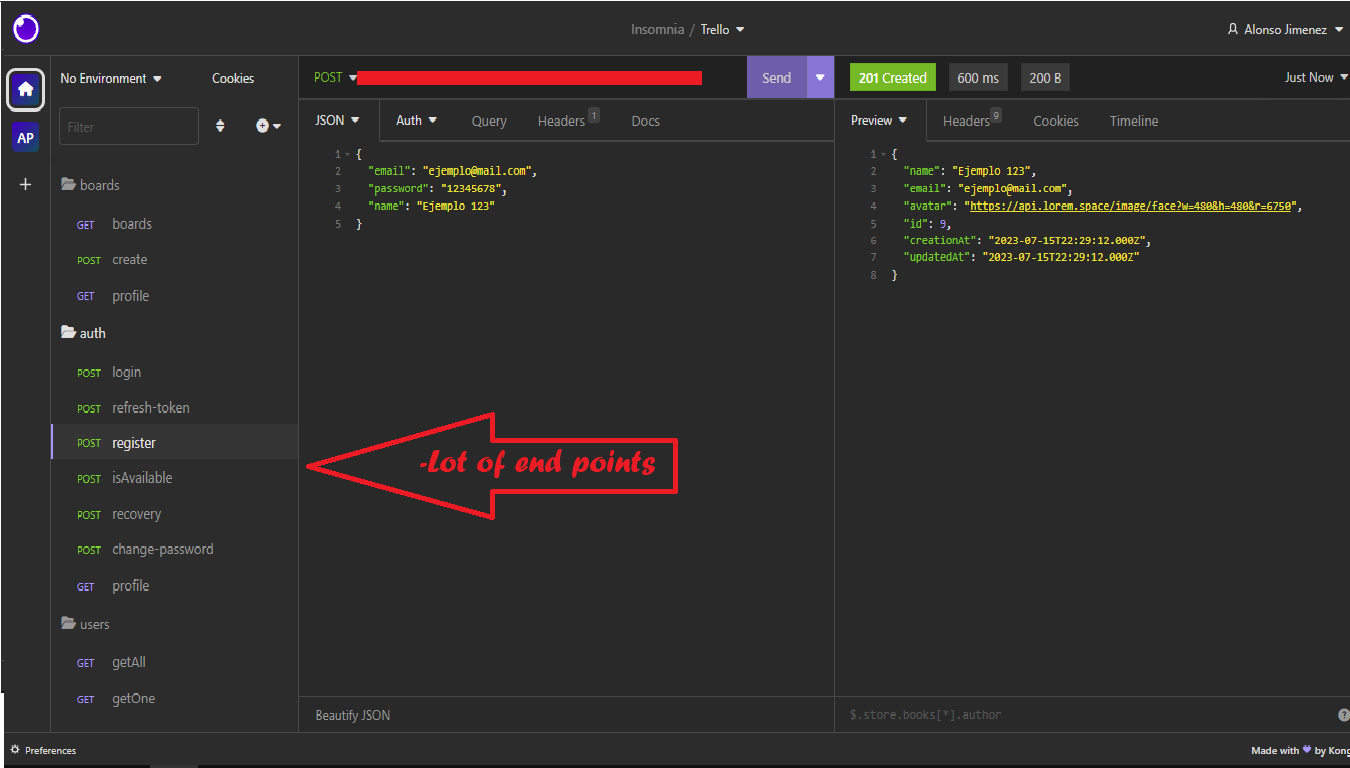 Insomnia / Trello
Alonso Jimenez
No Environment
Cookies
POST
Send
201 Created
600 ms
200 B
Just Now
AP
Filter
JSON
Auth
Query
Headers 1
Docs
Preview
Headers 9
Cookies
Timeline
boards
GET boards
POST create
GET profile
auth
POST login
POST refresh-token
POST register
POST isAvailable
POST recovery
POST change-password
GET profile
users
GET getAll
GET getOne
1 {
2 "email": "ejemplo@mail.com",
3 "password": "12345678",
4 "name": "Ejemplo 123"
5 }
-Lot of end points
1 {
2 "name": "Ejemplo 123",
3 "email": "ejemplo@mail.com",
4 "avatar": "https://api.lorem.space/image/face?w=480&h=480&r=6750",
5 "id": 9,
6 "creationAt": "2023-07-15T22:29:12.000Z",
7 "updatedAt": "2023-07-15T22:29:12.000Z"
8 }
Beautify JSON
$.store.books[*].author
?
Preferences
Made with 💜 by Kong